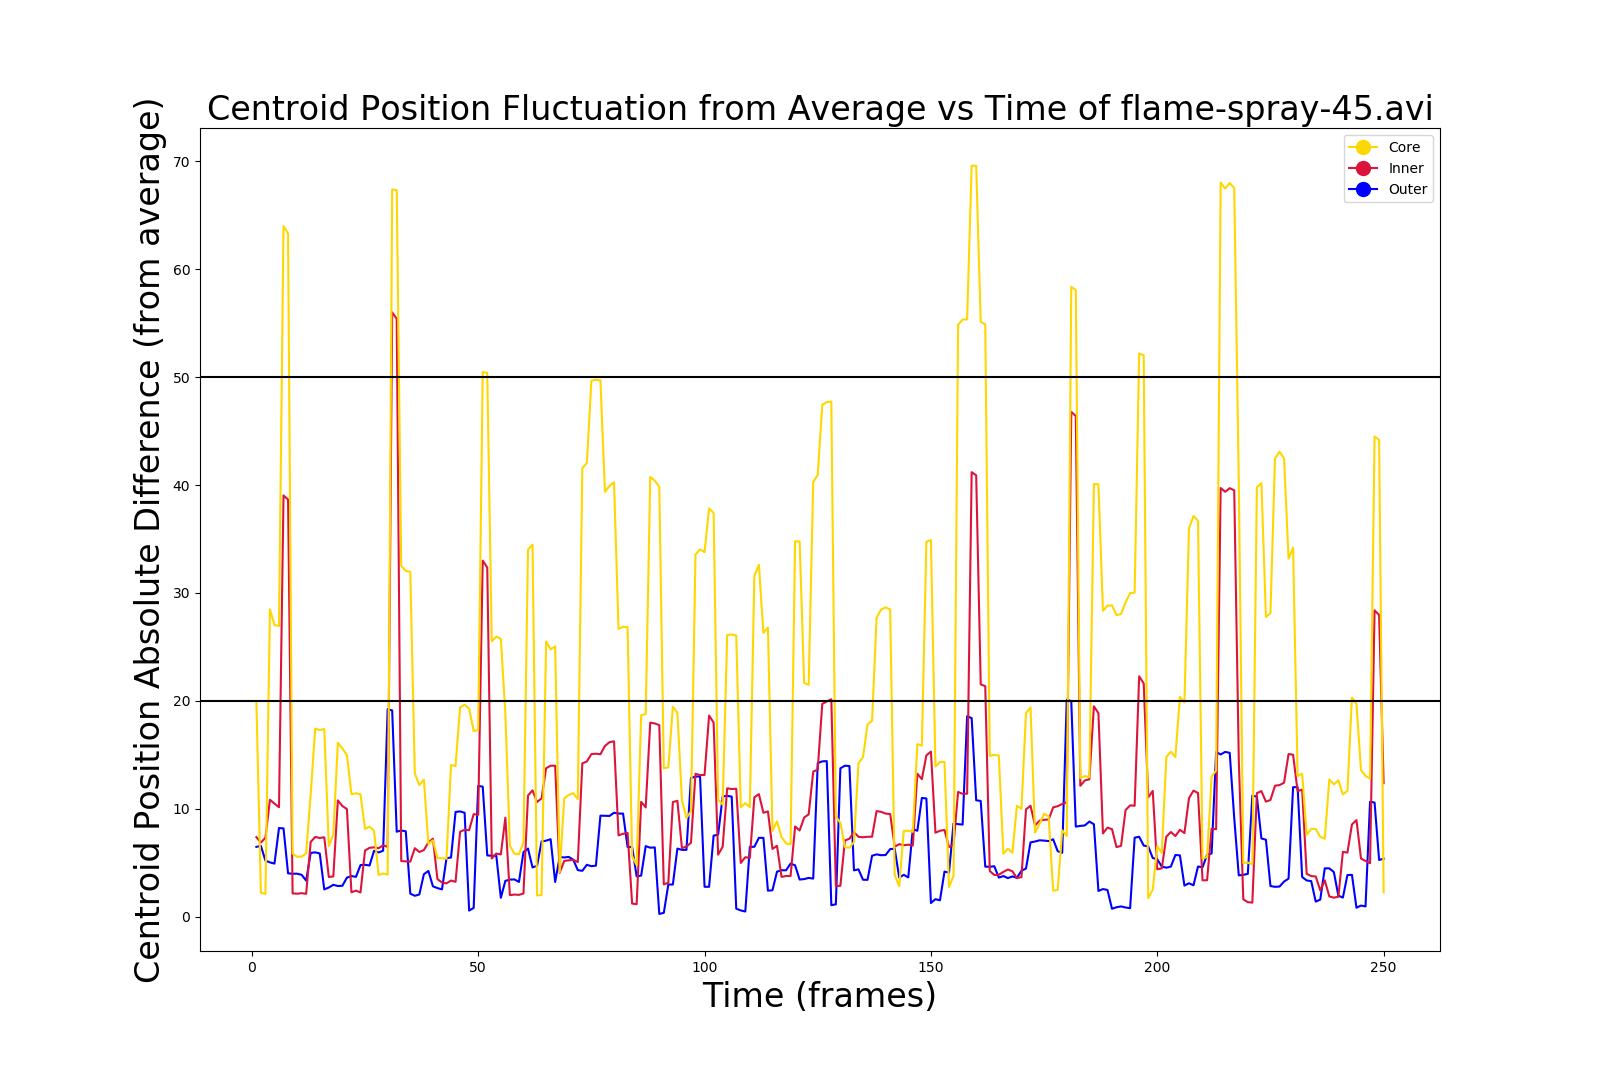 Centroid Position Fluctuation from Average vs Time of flame-spray-45.avi
Centroid Position Absolute Difference (from average)
70
60
50
40
30
20
10
0
Core
Inner
Outer
0 50 100 150 200 250
Time (frames)